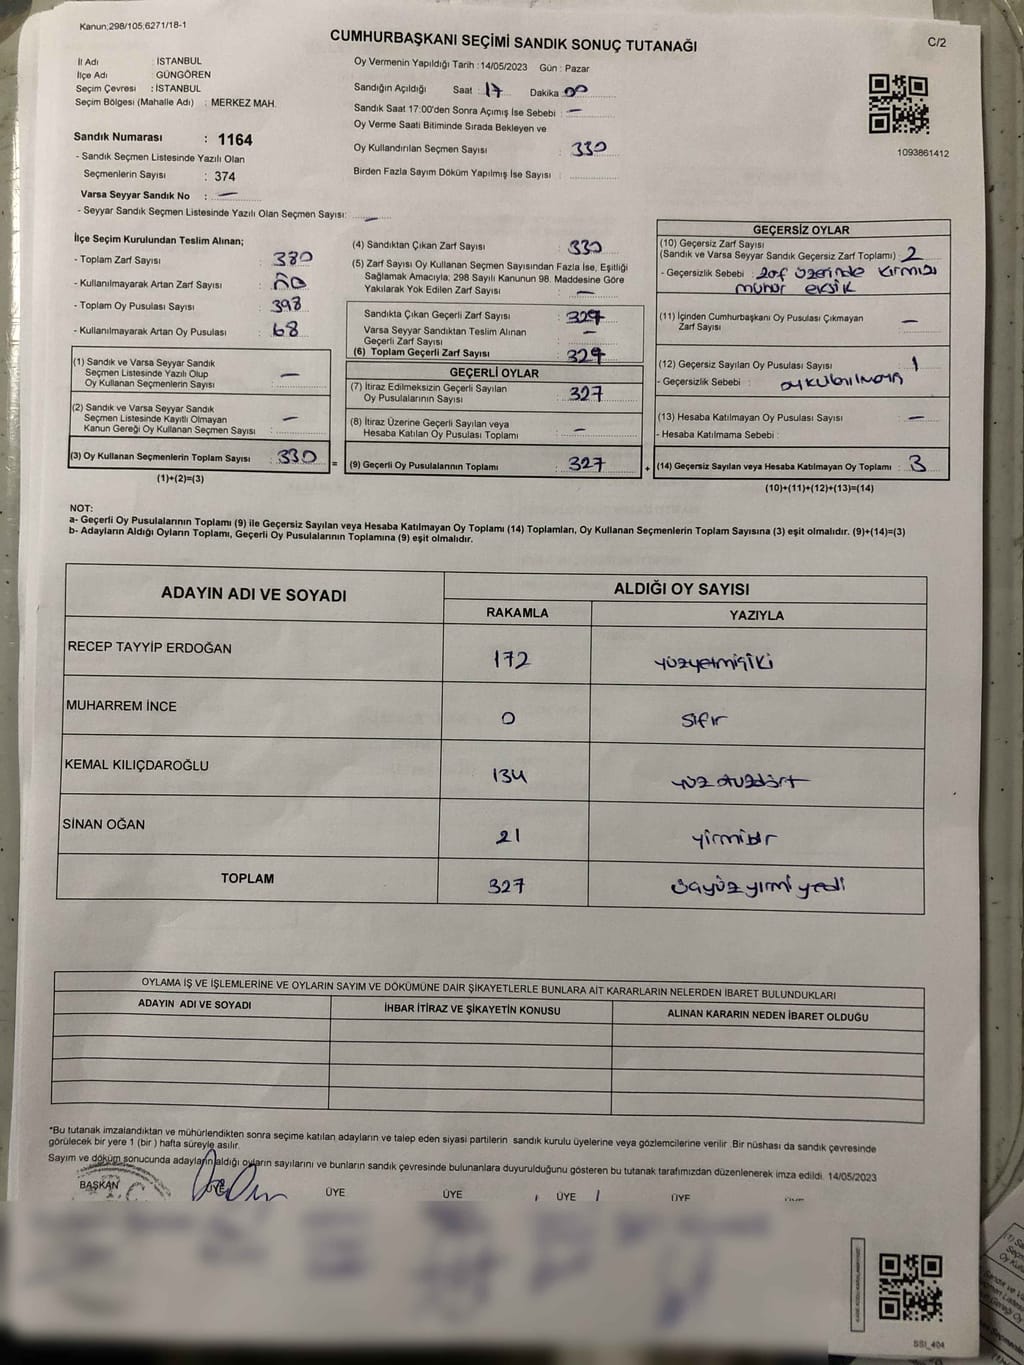 Kanun;298/105;6271/18-1
CUMHURBAŞKANI SEÇİMİ SANDIK SONUÇ TUTANAĞI
C/2
İl Adı : İSTANBUL
İlçe Adı : GÜNGÖREN
Seçim Çevresi : İSTANBUL
Seçim Bölgesi (Mahalle Adı) : MERKEZ MAH.
Sandık Numarası : 1164
- Sandık Seçmen Listesinde Yazılı Olan
Seçmenlerin Sayısı : 374
Varsa Seyyar Sandık No : —
- Seyyar Sandık Seçmen Listesinde Yazılı Olan Seçmen Sayısı: —
Oy Vermenin Yapıldığı Tarih :14/05/2023 Gün : Pazar
Sandığın Açıldığı Saat : 17 Dakika 00
Sandık Saat 17:00'den Sonra Açımış İse Sebebi : —
Oy Verme Saati Bitiminde Sırada Bekleyen ve
Oy Kullandırılan Seçmen Sayısı : 330
Birden Fazla Sayım Döküm Yapılmış İse Sayısı :
1093861412
İlçe Seçim Kurulundan Teslim Alınan;
- Toplam Zarf Sayısı : 380
- Kullanılmayarak Artan Zarf Sayısı :
- Toplam Oy Pusulası Sayısı : 398
- Kullanılmayarak Artan Oy Pusulası : 68
(1) Sandık ve Varsa Seyyar Sandık
Seçmen Listesinde Yazılı Olup
Oy Kullanan Seçmenlerin Sayısı : —
(2) Sandık ve Varsa Seyyar Sandık
Seçmen Listesinde Kayıtlı Olmayan
Kanun Gereği Oy Kullanan Seçmen Sayısı : —
(3) Oy Kullanan Seçmenlerin Toplam Sayısı : 330
(1)+(2)=(3)
=
(4) Sandıktan Çıkan Zarf Sayısı : 330
(5) Zarf Sayısı Oy Kullanan Seçmen Sayısından Fazla İse, Eşitliği
Sağlamak Amacıyla; 298 Sayılı Kanunun 98. Maddesine Göre
Yakılarak Yok Edilen Zarf Sayısı : —
Sandıkta Çıkan Geçerli Zarf Sayısı :
Varsa Seyyar Sandıktan Teslim Alınan
Geçerli Zarf Sayısı : —
(6) Toplam Geçerli Zarf Sayısı :
GEÇERLİ OYLAR
(7) İtiraz Edilmeksizin Geçerli Sayılan
Oy Pusulalarının Sayısı : 327
(8) İtiraz Üzerine Geçerli Sayılan veya
Hesaba Katılan Oy Pusulası Toplamı : —
(9) Geçerli Oy Pusulalarının Toplamı : 327
+
GEÇERSİZ OYLAR
(10) Geçersiz Zarf Sayısı
(Sandık ve Varsa Seyyar Sandık Geçersiz Zarf Toplamı) : 2
- Geçersizlik Sebebi : zarf üzerinde kırmızı
mühür eksik
(11) İçinden Cumhurbaşkanı Oy Pusulası Çıkmayan
Zarf Sayısı : —
(12) Geçersiz Sayılan Oy Pusulası Sayısı : 1
- Geçersizlik Sebebi :
(13) Hesaba Katılmayan Oy Pusulası Sayısı : —
- Hesaba Katılmama Sebebi :
(14) Geçersiz Sayılan veya Hesaba Katılmayan Oy Toplamı : 3
(10)+(11)+(12)+(13)=(14)
NOT:
a- Geçerli Oy Pusulalarının Toplamı (9) ile Geçersiz Sayılan veya Hesaba Katılmayan Oy Toplamı (14) Toplamları, Oy Kullanan Seçmenlerin Toplam Sayısına (3) eşit olmalıdır. (9)+(14)=(3)
b- Adayların Aldığı Oyların Toplamı, Geçerli Oy Pusulalarının Toplamına (9) eşit olmalıdır.
ADAYIN ADI VE SOYADI
ALDIĞI OY SAYISI
RAKAMLA YAZIYLA
RECEP TAYYİP ERDOĞAN 172 yüzyetmişiki
MUHARREM İNCE 0 sıfır
KEMAL KILIÇDAROĞLU 134 yüz otuzdört
SİNAN OĞAN 21 yirmibir
TOPLAM 327 üçyüz yirmi yedi
OYLAMA İŞ VE İŞLEMLERİNE VE OYLARIN SAYIM VE DÖKÜMÜNE DAİR ŞİKAYETLERLE BUNLARA AİT KARARLARIN NELERDEN İBARET BULUNDUKLARI
ADAYIN ADI VE SOYADI İHBAR İTİRAZ VE ŞİKAYETİN KONUSU ALINAN KARARIN NEDEN İBARET OLDUĞU
*Bu tutanak imzalandıktan ve mühürlendikten sonra seçime katılan adayların ve talep eden siyasi partilerin sandık kurulu üyelerine veya gözlemcilerine verilir .Bir nüshası da sandık çevresinde
görülecek bir yere 1 (bir ) hafta süreyle asılır.
Sayım ve döküm sonucunda adayların aldığı oyların sayılarını ve bunların sandık çevresinde bulunanlara duyurulduğunu gösteren bu tutanak tarafımızdan düzenlenerek imza edildi. 14/05/2023
BAŞKAN ÜYE ÜYE ÜYE ÜYE ÜYE
SSI_404